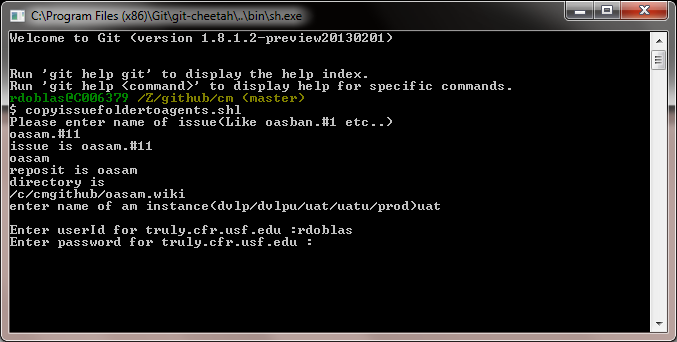 C:\Program Files (x86)\Git\git-cheetah\..\bin\sh.exe
Welcome to Git (version 1.8.1.2-preview20130201)
Run 'git help git' to display the help index.
Run 'git help <command>' to display help for specific commands.
rdoblas@C006379 /Z/github/cm (master)
$ copyissuefoldertoagents.shl
Please enter name of issue(Like oasban.#1 etc..)
oasam.#11
issue is oasam.#11
oasam
reposit is oasam
directory is
/c/cmgithub/oasam.wiki
enter name of am instance(dvlp/dvlpu/uat/uatu/prod)uat
Enter userId for truly.cfr.usf.edu :rdoblas
Enter password for truly.cfr.usf.edu :